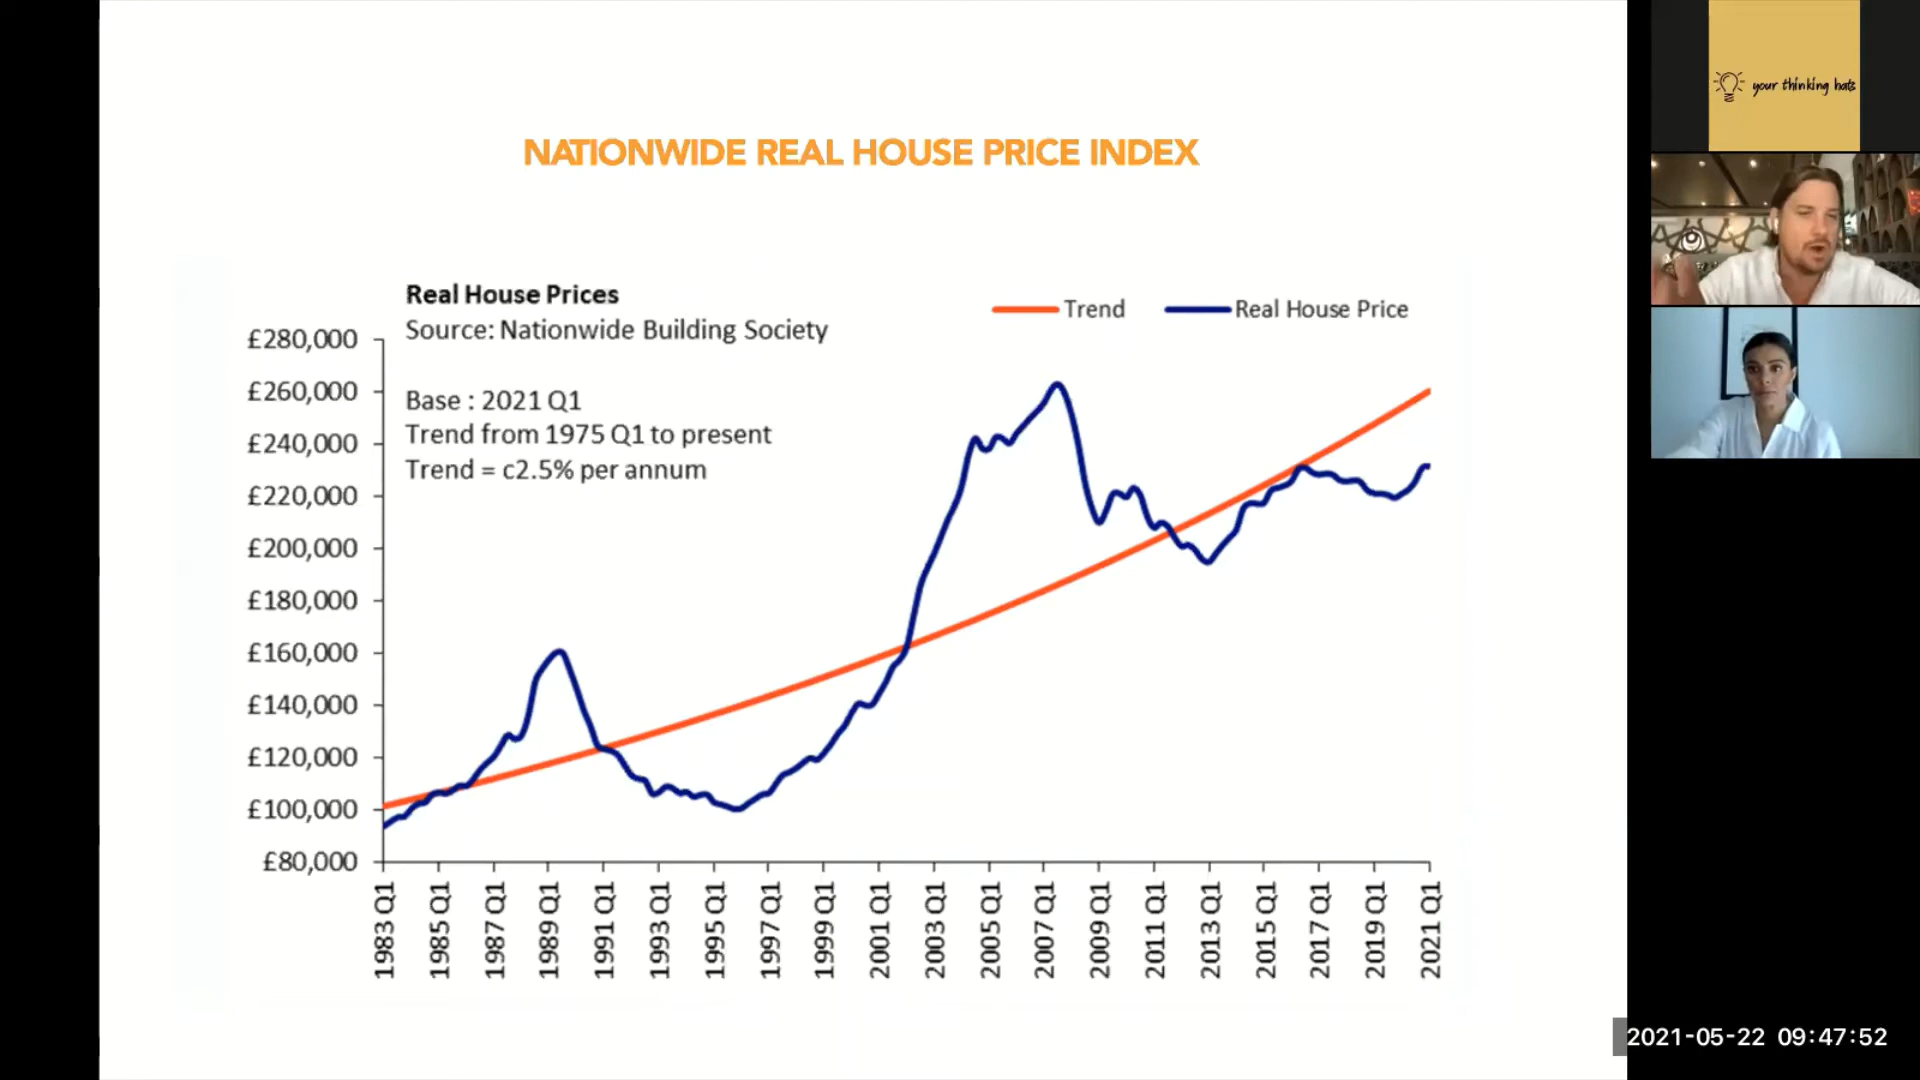 NATIONWIDE REAL HOUSE PRICE INDEX
Real House Prices
Source: Nationwide Building Society
Base : 2021 Q1
Trend from 1975 Q1 to present
Trend = c2.5% per annum
Trend
Real House Price
£280,000
£260,000
£240,000
£220,000
£200,000
£180,000
£160,000
£140,000
£120,000
£100,000
£80,000
1983 Q1
1985 Q1
1987 Q1
1989 Q1
1991 Q1
1993 Q1
1995 Q1
1997 Q1
1999 Q1
2001 Q1
2003 Q1
2005 Q1
2007 Q1
2009 Q1
2011 Q1
2013 Q1
2015 Q1
2017 Q1
2019 Q1
2021 Q1
your thinking hats
2021-05-22 09:47:52